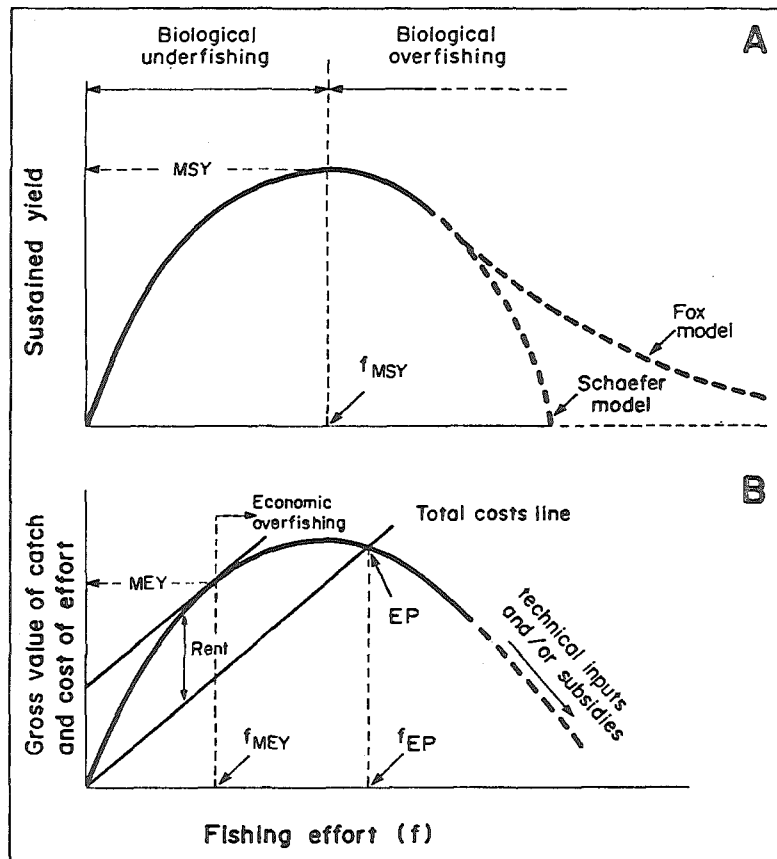 A
Biological
underfishing
Biological
overfishing
MSY
Sustained yield
f MSY
Fox
model
Schaefer
model
B
Economic
overfishing
Total costs line
MEY
EP
Rent
technical inputs
and/or subsidies
Gross value of catch
and cost of effort
f MEY
f EP
Fishing effort (f)